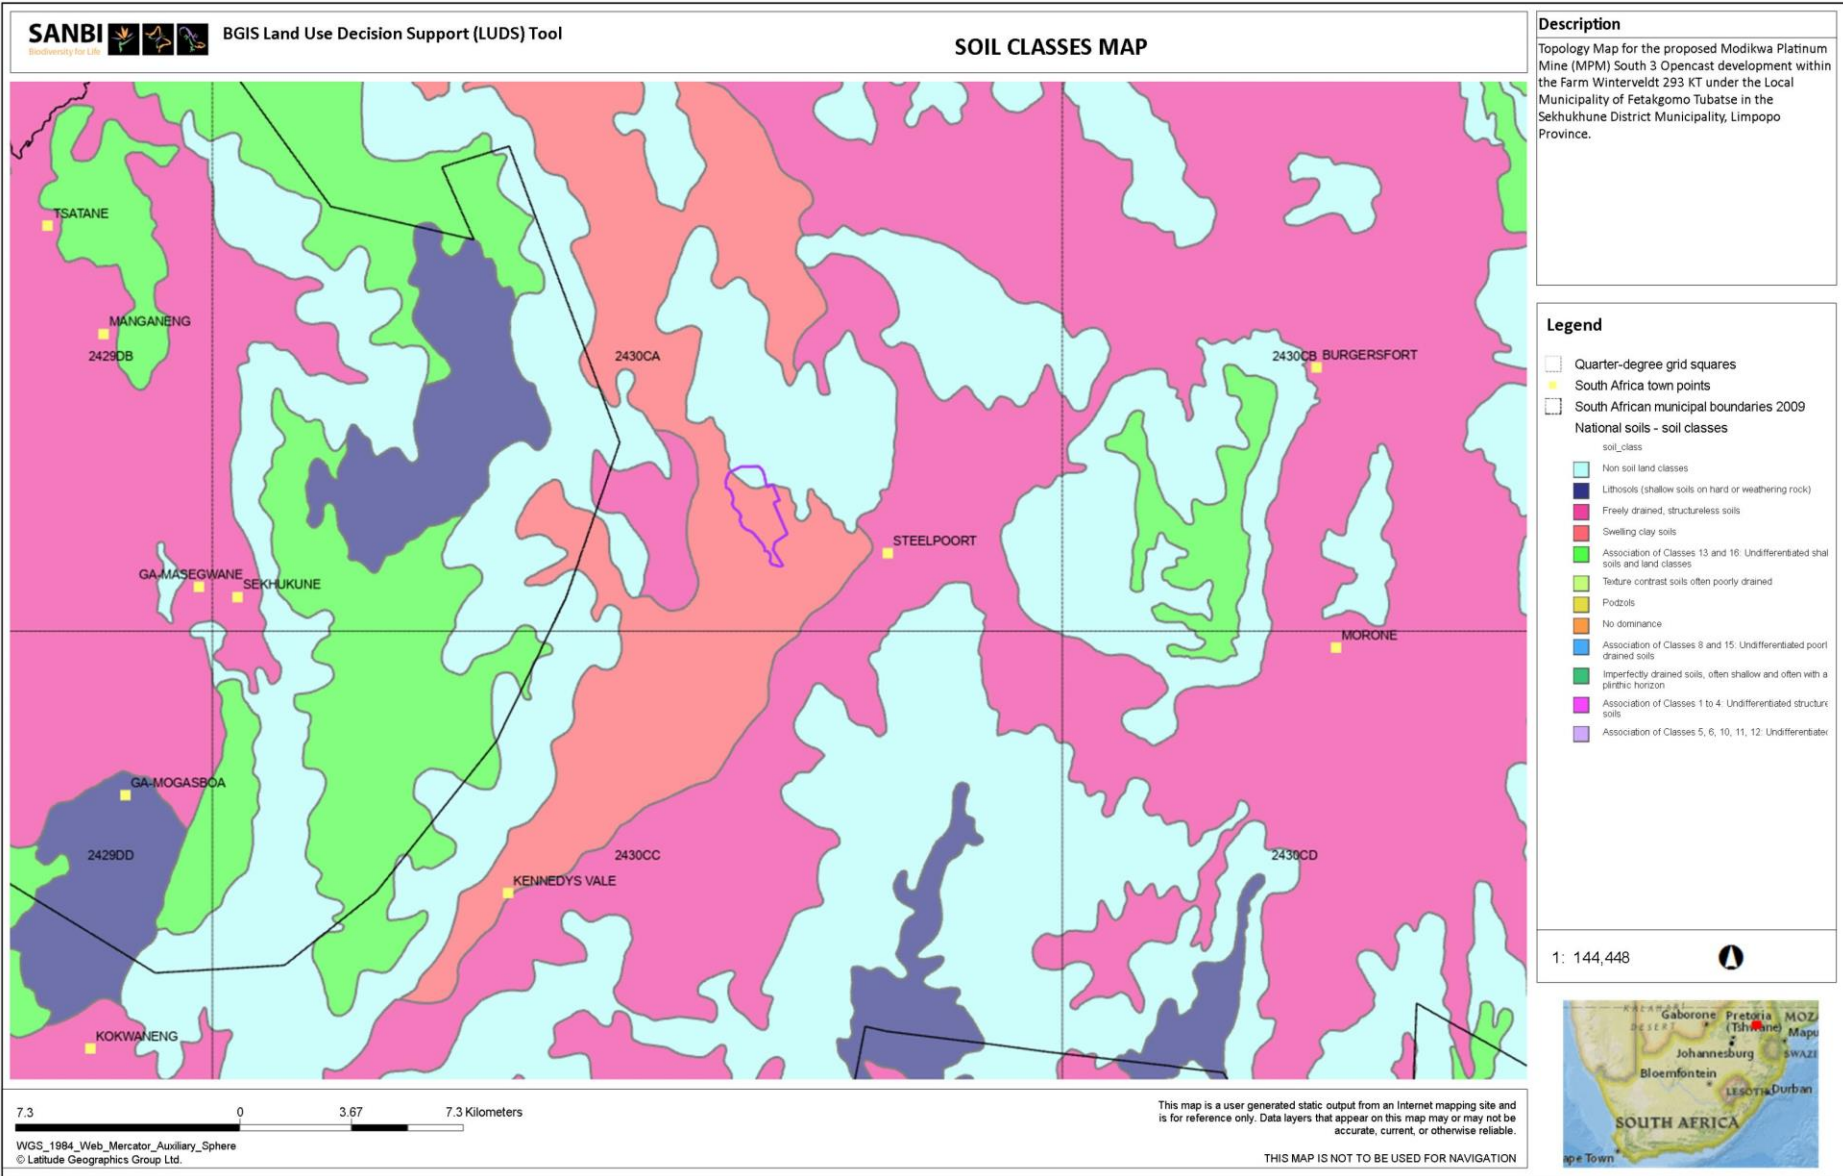 SANBI
Biodiversity for Life
BGIS Land Use Decision Support (LUDS) Tool
SOIL CLASSES MAP
Description
Topology Map for the proposed Modikwa Platinum
Mine (MPM) South 3 Opencast development within
the Farm Winterveldt 293 KT under the Local
Municipality of Fetakgomo Tubatse in the
Sekhukhune District Municipality, Limpopo
Province.
TSATANE
MANGANENG
2429DB
2430CA
2430CB BURGERSFORT
STEELPOORT
GA-MASEGWANE
SEKHUKUNE
MORONE
GA-MOGASBOA
2429DD
2430CC
2430CD
KENNEDYS VALE
KOKWANENG
Legend
Quarter-degree grid squares
South Africa town points
South African municipal boundaries 2009
National soils - soil classes
soil_class
Non soil land classes
Lithosols (shallow soils on hard or weathering rock)
Freely drained, structureless soils
Swelling clay soils
Association of Classes 13 and 16: Undifferentiated shal
soils and land classes
Texture contrast soils often poorly drained
Podzols
No dominance
Association of Classes 8 and 15: Undifferentiated poorl
drained soils
Imperfectly drained soils, often shallow and often with a
plinthic horizon
Association of Classes 1 to 4: Undifferentiated structure
soils
Association of Classes 5, 6, 10, 11, 12: Undifferentiated
1: 144,448
KALAHARI
DESERT
Gaborone
Pretoria
(Tshwane)
MOZ
Mapu
Johannesburg
SWAZI
Bloemfontein
LESOTHO
Durban
SOUTH AFRICA
ape Town
7.3 0 3.67 7.3 Kilometers
WGS_1984_Web_Mercator_Auxiliary_Sphere
© Latitude Geographics Group Ltd.
This map is a user generated static output from an Internet mapping site and
is for reference only. Data layers that appear on this map may or may not be
accurate, current, or otherwise reliable.
THIS MAP IS NOT TO BE USED FOR NAVIGATION